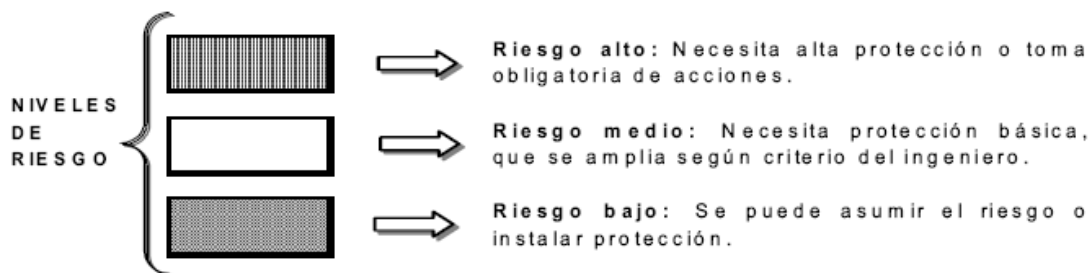 NIVELES
DE
RIESGO
Riesgo alto: Necesita alta protección o toma
obligatoria de acciones.
Riesgo medio: Necesita protección básica,
que se amplia según criterio del ingeniero.
Riesgo bajo: Se puede asumir el riesgo o
instalar protección.